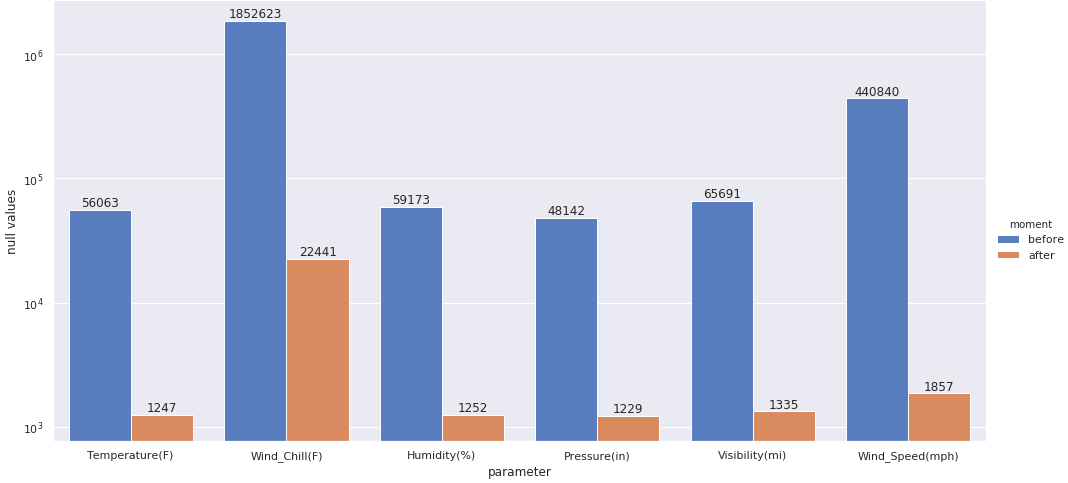 1852623
10^6
440840
10^5
56063
59173
48142
65691
null values
22441
10^4
1247
1252
1229
1335
1857
10^3
Temperature(F)
Wind_Chill(F)
Humidity(%)
Pressure(in)
Visibility(mi)
Wind_Speed(mph)
parameter
moment
before
after